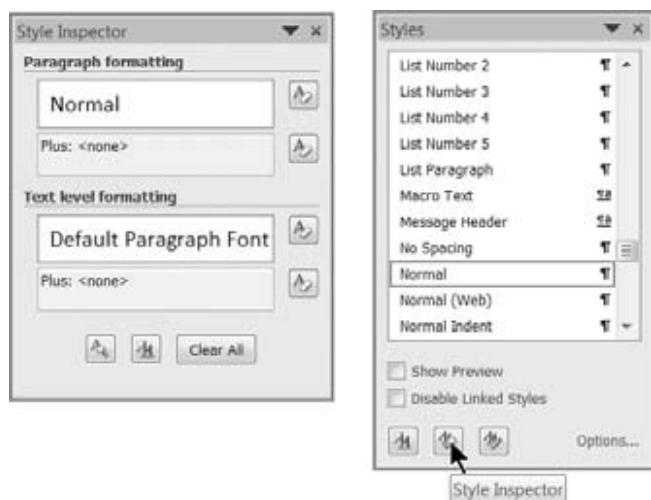 Style Inspector
Paragraph formatting
Normal
Plus: <none>
Text level formatting
Default Paragraph Font
Plus: <none>
Clear All
Styles
List Number 2
List Number 3
List Number 4
List Number 5
List Paragraph
Macro Text
Message Header
No Spacing
Normal
Normal (Web)
Normal Indent
Show Preview
Disable Linked Styles
Options...
Style Inspector